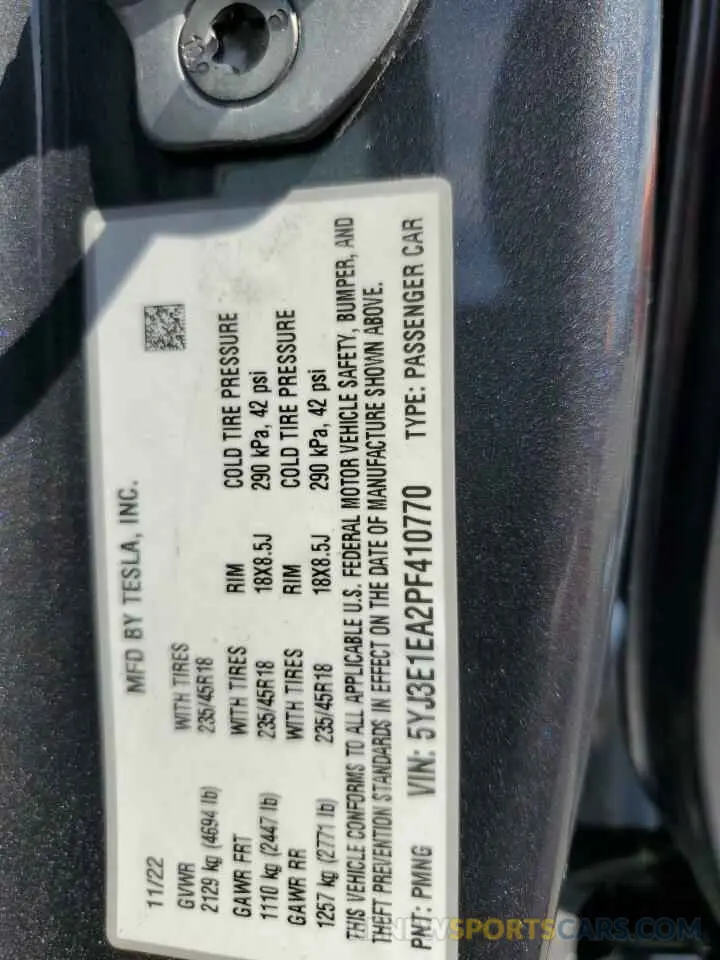 11/22 MFD BY TESLA, INC.
GVWR WITH TIRES
2129 kg (4694 lb) 235/45R18
GAWR FRT WITH TIRES RIM COLD TIRE PRESSURE
1110 kg (2447 lb) 235/45R18 18X8.5J 290 kPa, 42 psi
GAWR RR WITH TIRES RIM COLD TIRE PRESSURE
1257 kg (2771 lb) 235/45R18 18X8.5J 290 kPa, 42 psi
THIS VEHICLE CONFORMS TO ALL APPLICABLE U.S. FEDERAL MOTOR VEHICLE SAFETY, BUMPER, AND
THEFT PREVENTION STANDARDS IN EFFECT ON THE DATE OF MANUFACTURE SHOWN ABOVE.
PNT: PMNG VIN: 5YJ3E1EA2PF410770 TYPE: PASSENGER CAR
NEWSPORTSCARS.COM